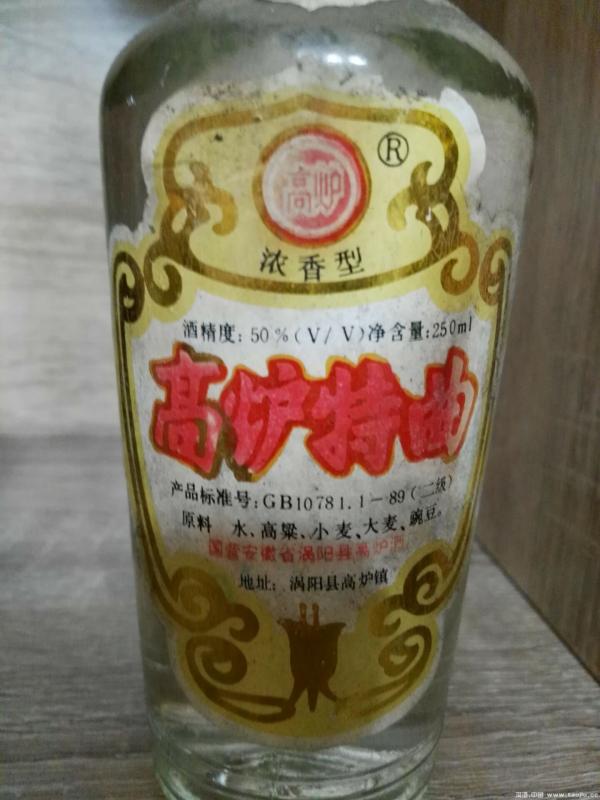 高炉
®
浓香型
酒精度: 50%(V/V)净含量:250ml
高炉特曲
产品标准号:GB10781.1-89(二级)
原料 水、高粱、小麦、大麦、豌豆。
国营安徽省涡阳县高炉酒
地址: 涡阳县高炉镇
www.taopu.cc